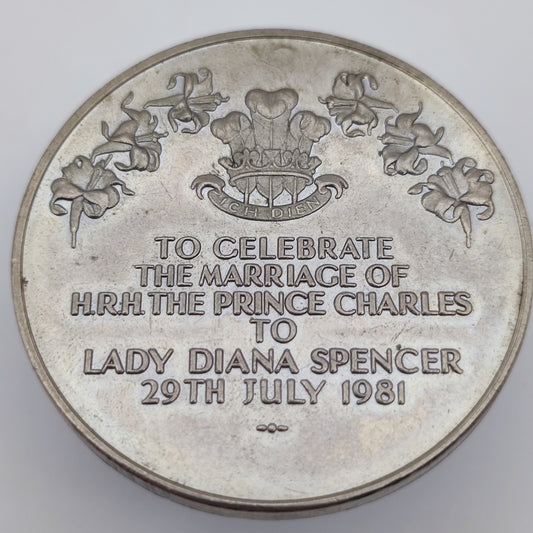 ICH DIEN
TO CELEBRATE
THE MARRIAGE OF
H.R.H. THE PRINCE CHARLES
TO
LADY DIANA SPENCER
29TH JULY 1981